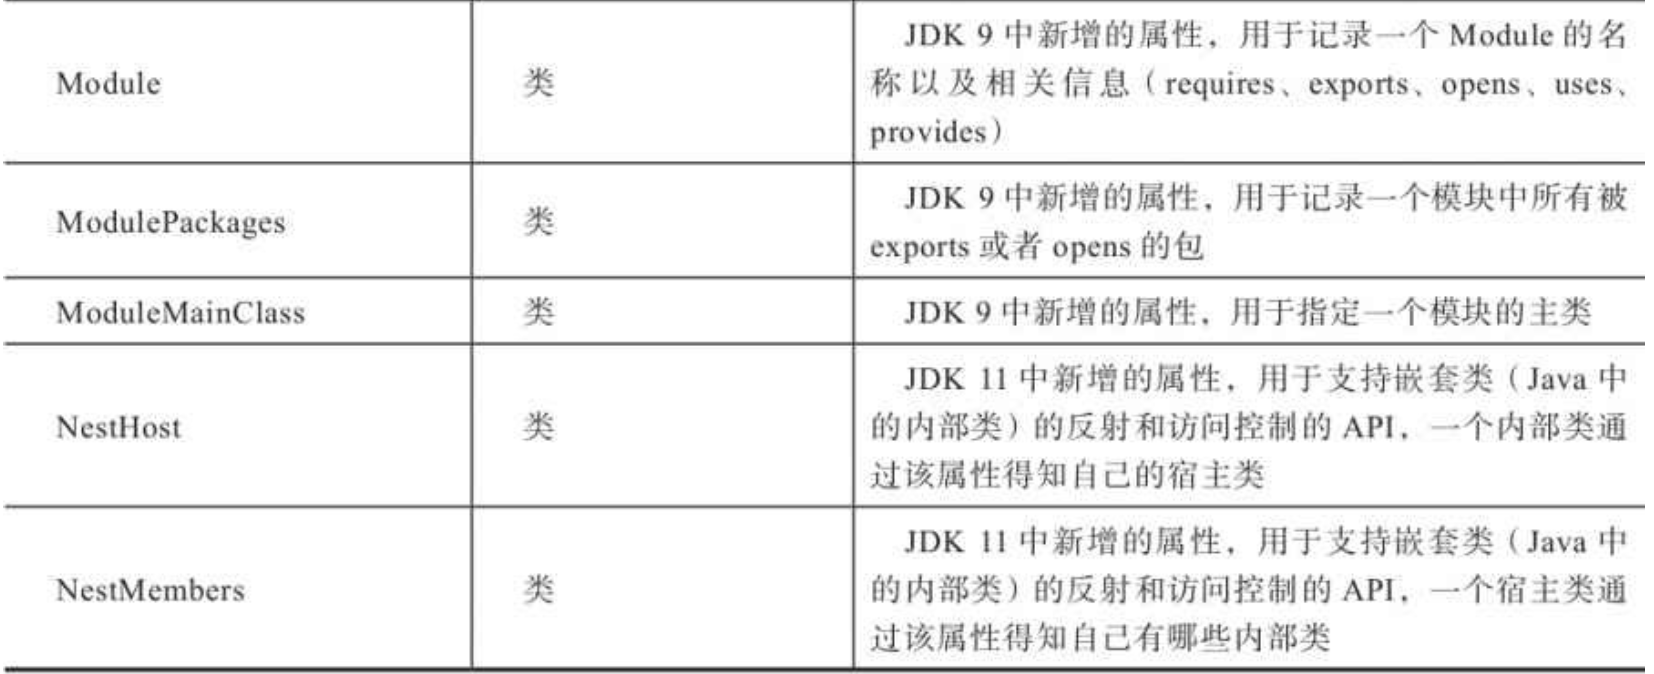 Module
类
JDK 9 中新增的属性，用于记录一个 Module 的名
称以及相关信息（requires、exports、opens、uses、
provides）
ModulePackages
类
JDK 9 中新增的属性，用于记录一个模块中所有被
exports 或者 opens 的包
ModuleMainClass
类
JDK 9 中新增的属性，用于指定一个模块的主类
NestHost
类
JDK 11 中新增的属性，用于支持嵌套类（Java 中
的内部类）的反射和访问控制的 API，一个内部类通
过该属性得知自己的宿主类
NestMembers
类
JDK 11 中新增的属性，用于支持嵌套类（Java 中
的内部类）的反射和访问控制的 API，一个宿主类通
过该属性得知自己有哪些内部类